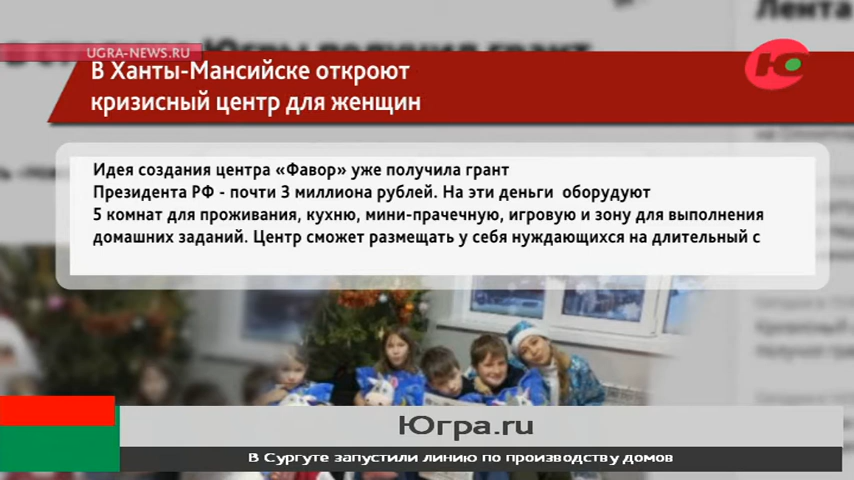 Лента
UGRA-NEWS.RU
В Ханты-Мансийске откроют
кризисный центр для женщин
Ю
Идея создания центра «Фавор» уже получила грант
Президента РФ - почти 3 миллиона рублей. На эти деньги оборудуют
5 комнат для проживания, кухню, мини-прачечную, игровую и зону для выполнения
домашних заданий. Центр сможет размещать у себя нуждающихся на длительный с
Югра.ru
В Сургуте запустили линию по производству домов